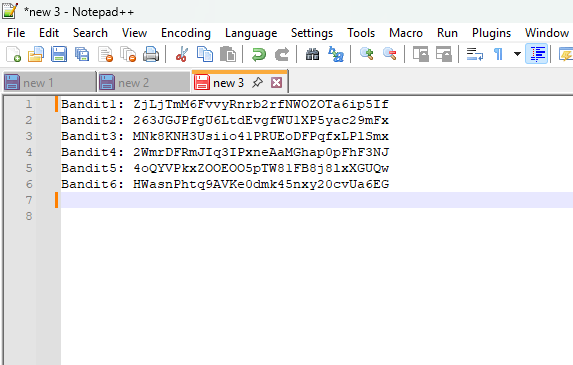 *new 3 - Notepad++
File Edit Search View Encoding Language Settings Tools Macro Run Plugins Window
new 1 new 2 new 3
1 Bandit1: ZjLjTmM6FvvyRnrb2rfNWOZOTa6ip5If
2 Bandit2: 263JGJPfgU6LtdEvgfWU1XP5yac29mFx
3 Bandit3: MNk8KNH3Usiio41PRUEoDFPqfxLPlSmx
4 Bandit4: 2WmrDFRmJIq3IPxneAaMGhap0pFhF3NJ
5 Bandit5: 4oQYVPkxZOOEOO5pTW81FB8j8lxXGUQw
6 Bandit6: HWasnPhtq9AVKe0dmk45nxy20cvUa6EG
7
8